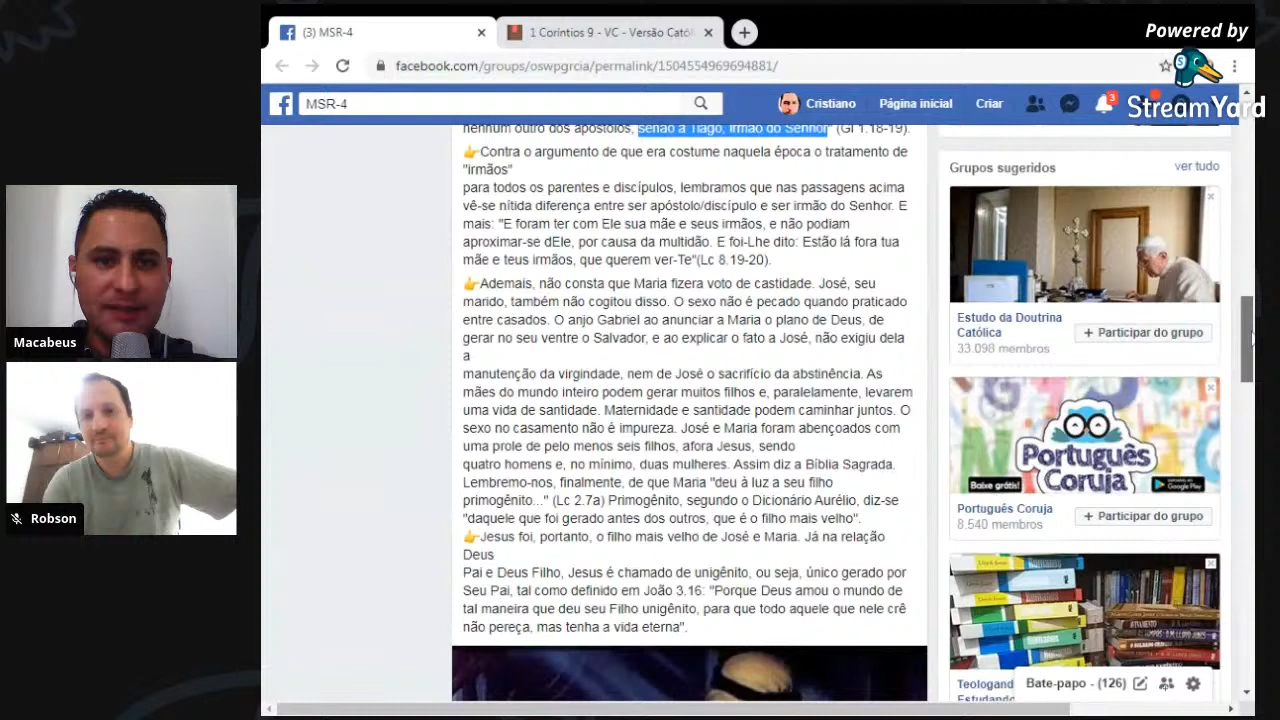 Powered by
StreamYard
(3) MSR-4
1 Coríntios 9 - VC - Versão Catól
facebook.com/groups/oswpgrcia/permalink/1504554969694881/
MSR-4
Cristiano
Página inicial
Criar
3
nenhum outro dos apóstolos, senão a Tiago, irmão do Senhor" (Gl 1.18-19).
👉Contra o argumento de que era costume naquela época o tratamento de
"irmãos"
para todos os parentes e discípulos, lembramos que nas passagens acima
vê-se nítida diferença entre ser apóstolo/discípulo e ser irmão do Senhor. E
mais: "E foram ter com Ele sua mãe e seus irmãos, e não podiam
aproximar-se dEle, por causa da multidão. E foi-Lhe dito: Estão lá fora tua
mãe e teus irmãos, que querem ver-Te"(Lc 8.19-20).
👉Ademais, não consta que Maria fizera voto de castidade. José, seu
marido, também não cogitou disso. O sexo não é pecado quando praticado
entre casados. O anjo Gabriel ao anunciar a Maria o plano de Deus, de
gerar no seu ventre o Salvador, e ao explicar o fato a José, não exigiu dela
a
manutenção da virgindade, nem de José o sacrifício da abstinência. As
mães do mundo inteiro podem gerar muitos filhos e, paralelamente, levarem
uma vida de santidade. Maternidade e santidade podem caminhar juntos. O
sexo no casamento não é impureza. José e Maria foram abençoados com
uma prole de pelo menos seis filhos, afora Jesus, sendo
quatro homens e, no mínimo, duas mulheres. Assim diz a Bíblia Sagrada.
Lembremo-nos, finalmente, de que Maria "deu à luz a seu filho
primogênito..." (Lc 2.7a) Primogênito, segundo o Dicionário Aurélio, diz-se
"daquele que foi gerado antes dos outros, que é o filho mais velho".
👉Jesus foi, portanto, o filho mais velho de José e Maria. Já na relação
Deus
Pai e Deus Filho, Jesus é chamado de unigênito, ou seja, único gerado por
Seu Pai, tal como definido em João 3.16: "Porque Deus amou o mundo de
tal maneira que deu seu Filho unigênito, para que todo aquele que nele crê
não pereça, mas tenha a vida eterna".
Grupos sugeridos
ver tudo
Estudo da Doutrina
Católica
33.098 membros
+ Participar do grupo
Português
Coruja
Baixe grátis!
Google Play
Português Coruja
8.540 membros
+ Participar do grupo
Teologand
Estudando
Bate-papo - (126)
Macabeus
Robson